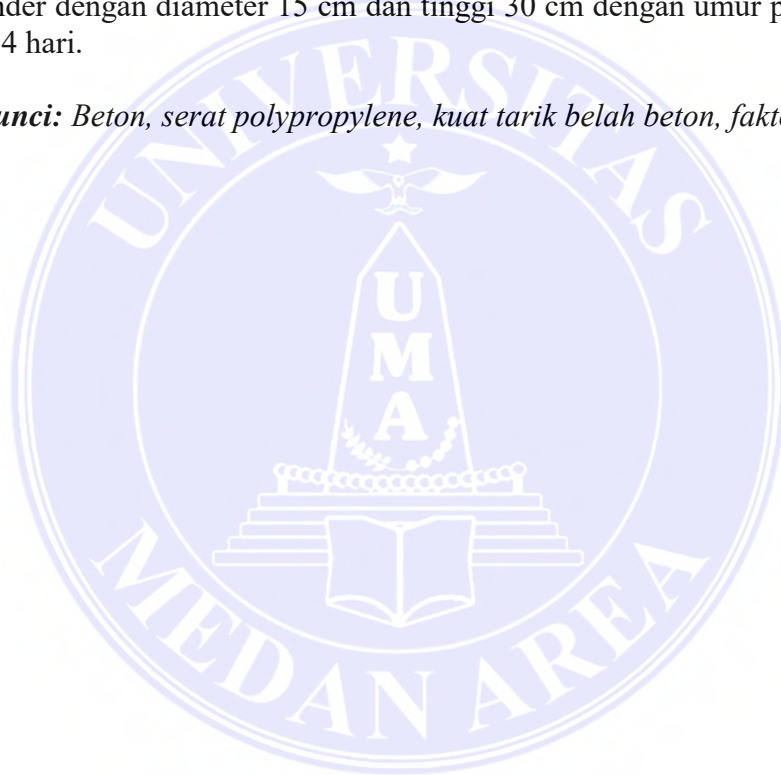 nder dengan diameter 15 cm dan tinggi 30 cm dengan umur p
4 hari.
unci: Beton, serat polypropylene, kuat tarik belah beton, fakt
UNIVERSITAS
U
M
A
MEDAN AREA